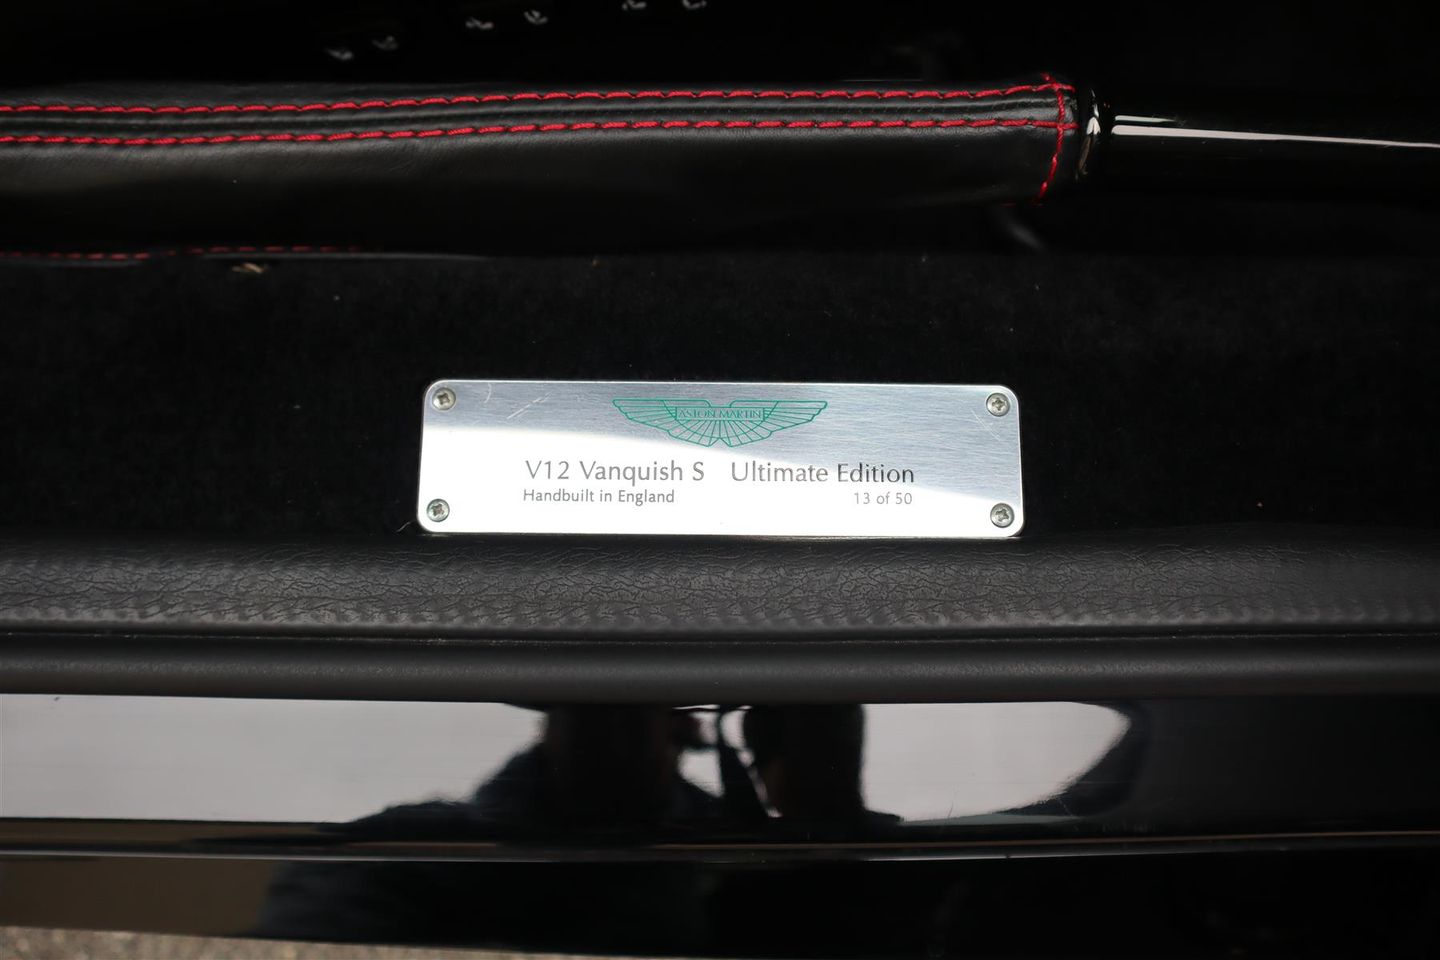 ASTON MARTIN
V12 Vanquish S Ultimate Edition
Handbuilt in England 13 of 50